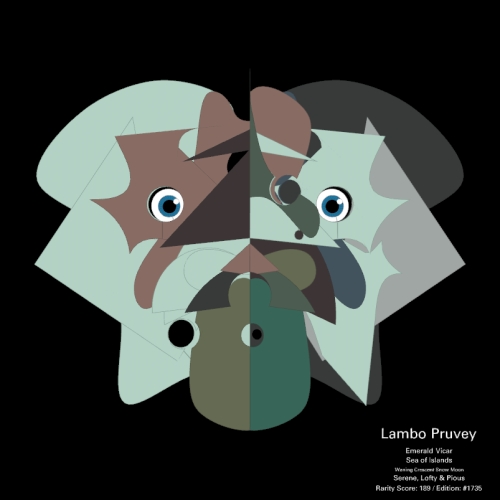 Lambo Pruvey
Emerald Vicar
Sea of Islands
Waning Crescent Snow Moon
Serene, Lofty & Pious
Rarity Score: 189 / Edition: #1735